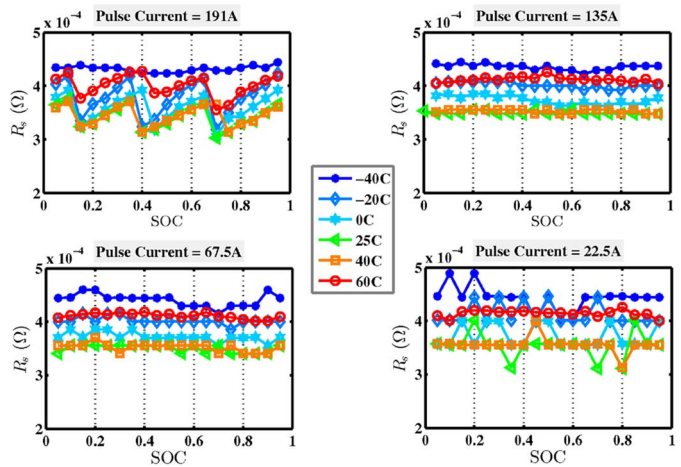 Pulse Current = 191A
x 10⁻⁴
5
4
3
2
Rₛ (Ω)
0 0.2 0.4 0.6 0.8 1
SOC
Pulse Current = 135A
x 10⁻⁴
5
4
3
2
Rₛ (Ω)
0 0.2 0.4 0.6 0.8 1
SOC
−40C
−20C
0C
25C
40C
60C
Pulse Current = 67.5A
x 10⁻⁴
5
4
3
2
Rₛ (Ω)
0 0.2 0.4 0.6 0.8 1
SOC
Pulse Current = 22.5A
x 10⁻⁴
5
4
3
2
Rₛ (Ω)
0 0.2 0.4 0.6 0.8 1
SOC